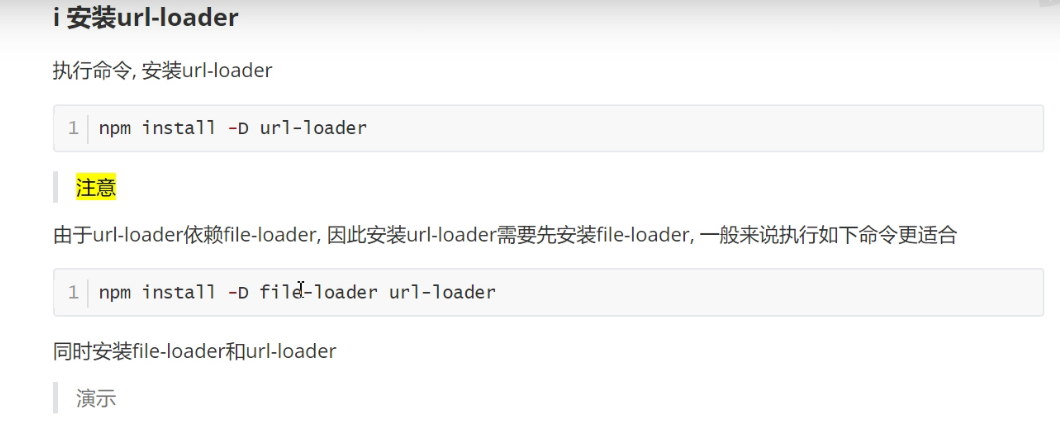 i 安装url-loader
执行命令, 安装url-loader
1 npm install -D url-loader
注意
由于url-loader依赖file-loader, 因此安装url-loader需要先安装file-loader, 一般来说执行如下命令更适合
1 npm install -D file-loader url-loader
同时安装file-loader和url-loader
演示